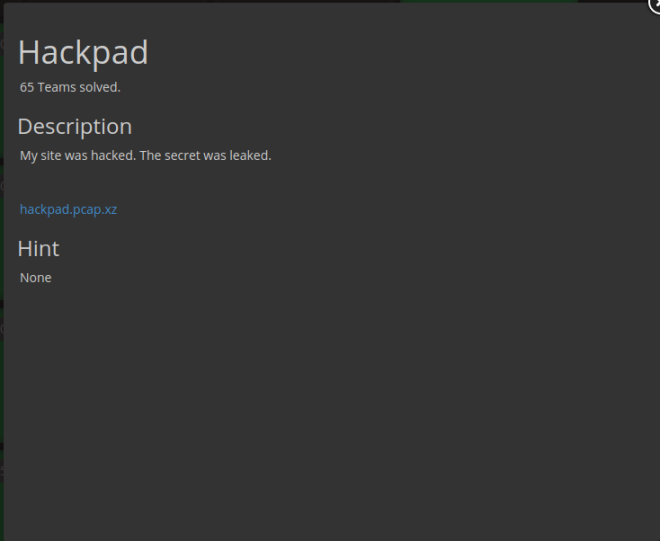 Hackpad
65 Teams solved.
Description
My site was hacked. The secret was leaked.
hackpad.pcap.xz
Hint
None